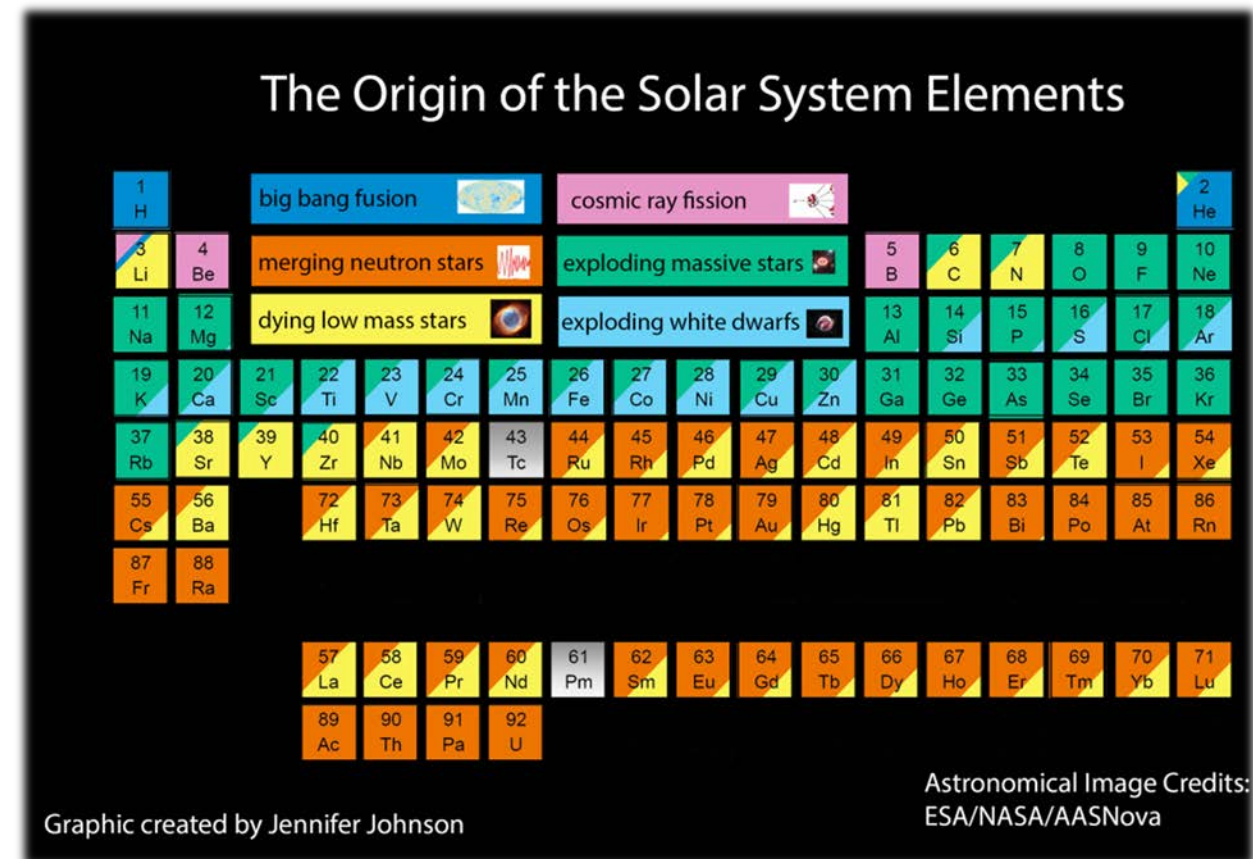 The Origin of the Solar System Elements
1
H
big bang fusion
cosmic ray fission
2
He
3
Li
4
Be
merging neutron stars
exploding massive stars
5
B
6
C
7
N
8
O
9
F
10
Ne
11
Na
12
Mg
dying low mass stars
exploding white dwarfs
13
Al
14
Si
15
P
16
S
17
Cl
18
Ar
19
K
20
Ca
21
Sc
22
Ti
23
V
24
Cr
25
Mn
26
Fe
27
Co
28
Ni
29
Cu
30
Zn
31
Ga
32
Ge
33
As
34
Se
35
Br
36
Kr
37
Rb
38
Sr
39
Y
40
Zr
41
Nb
42
Mo
43
Tc
44
Ru
45
Rh
46
Pd
47
Ag
48
Cd
49
In
50
Sn
51
Sb
52
Te
53
I
54
Xe
55
Cs
56
Ba
72
Hf
73
Ta
74
W
75
Re
76
Os
77
Ir
78
Pt
79
Au
80
Hg
81
Tl
82
Pb
83
Bi
84
Po
85
At
86
Rn
87
Fr
88
Ra
57
La
58
Ce
59
Pr
60
Nd
61
Pm
62
Sm
63
Eu
64
Gd
65
Tb
66
Dy
67
Ho
68
Er
69
Tm
70
Yb
71
Lu
89
Ac
90
Th
91
Pa
92
U
Graphic created by Jennifer Johnson
Astronomical Image Credits:
ESA/NASA/AASNova